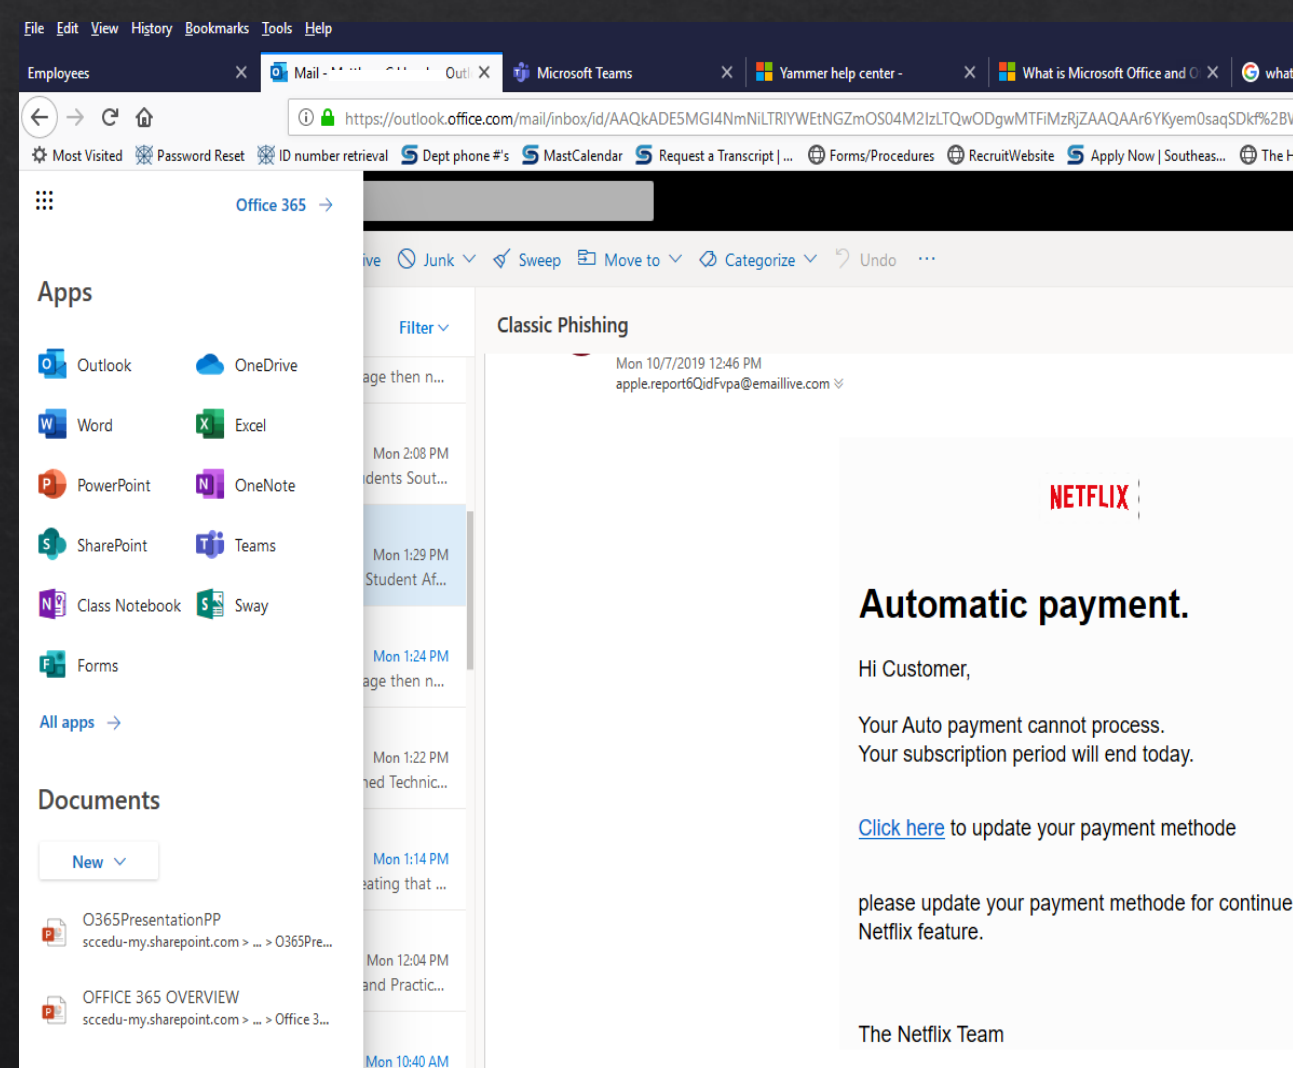 File Edit View History Bookmarks Tools Help
Employees
Mail -
Outl
Microsoft Teams
Yammer help center -
What is Microsoft Office and O
what
https://outlook.office.com/mail/inbox/id/
Most Visited Password Reset ID number retrieval Dept phone #'s MastCalendar Request a Transcript | ... Forms/Procedures RecruitWebsite Apply Now | Southeas... The H
Office 365
ive Junk Sweep Move to Categorize Undo ...
Apps
Outlook OneDrive
Word Excel
PowerPoint OneNote
SharePoint Teams
Class Notebook Sway
Forms
All apps
Documents
New
O365PresentationPP
sccedu-my.sharepoint.com > ... > O365Pre...
OFFICE 365 OVERVIEW
sccedu-my.sharepoint.com > ... > Office 3...
Filter
age then n...
Mon 2:08 PM
dents Sout...
Mon 1:29 PM
Student Af...
Mon 1:24 PM
age then n...
Mon 1:22 PM
ned Technic...
Mon 1:14 PM
eating that ...
Mon 12:04 PM
and Practic...
Mon 10:40 AM
Classic Phishing
Mon 10/7/2019 12:46 PM
apple.report6QidFvpa@emaillive.com
NETFLIX
Automatic payment.
Hi Customer,
Your Auto payment cannot process.
Your subscription period will end today.
Click here to update your payment methode
please update your payment methode for continue
Netflix feature.
The Netflix Team